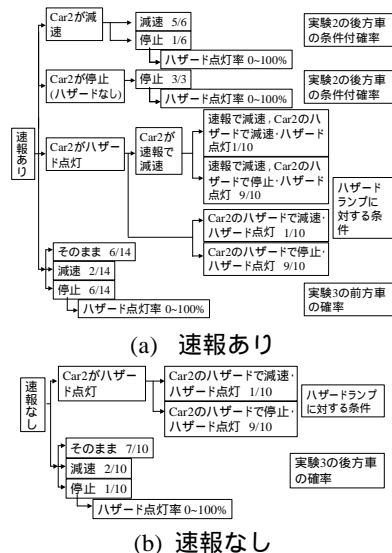 Car2が減
速
減速 5/6
停止 1/6
ハザード点灯率 0~100%
実験2の後方車
の条件付確率
Car2が停止
(ハザードなし)
停止 3/3
ハザード点灯率 0~100%
実験2の後方車
の条件付確率
速報あり
Car2がハザード
点灯
Car2が
速報で
減速
速報で減速, Car2のハ
ザードで減速・ハザード
点灯1/10
速報で減速, Car2のハ
ザードで停止・ハザード
点灯 9/10
Car2のハザードで減速・
ハザード点灯 1/10
Car2のハザードで停止・
ハザード点灯 9/10
ハザード
ランプに
対する条
件
そのまま 6/14
減速 2/14
停止 6/14
ハザード点灯率 0~100%
実験3の前方車
の確率
(a) 速報あり
速報なし
Car2がハザード
点灯
Car2のハザードで減速・
ハザード点灯 1/10
Car2のハザードで停止・
ハザード点灯 9/10
ハザードランプ
に対する条件
そのまま 7/10
減速 2/10
停止 1/10
ハザード点灯率 0~100%
実験3の後方車
の確率
(b) 速報なし